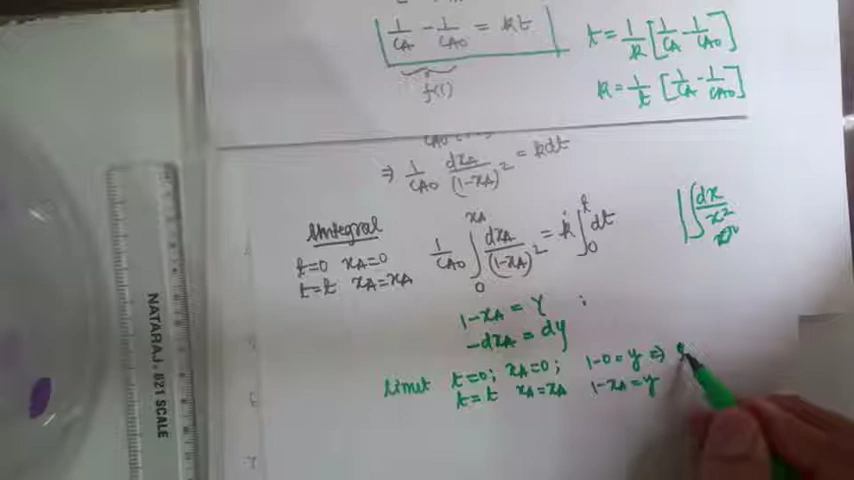 1/CA - 1/CA0 = kt
t = 1/k [1/CA - 1/CA0]
f(1)
k = 1/t [1/CA - 1/CA0]
⇒ 1/CA0 dxA/(1-xA)² = kdt
Integral
t=0 xA=0
t=t xA=xA
1/CA0 ∫₀^xA dxA/(1-xA)² = k ∫₀^t dt
∫ dx/x²
1-xA = Y ;
-dxA = dy
Limit t=0; xA=0; 1-0=y ⇒
t=t xA=xA 1-xA=y
NATARAJ 621 SCALE